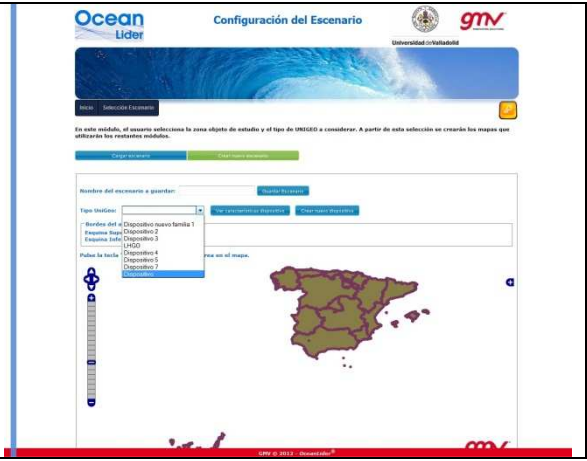 Ocean
Lider
Configuración del Escenario
gmv
Universidad de Valladolid
Inicio Selección Escenario
En este módulo, el usuario selecciona la zona objeto de estudio y el tipo de UNIGEO a considerar. A partir de esta selección se crearán los mapas que
utilizarán los restantes módulos.
Cargar escenario Crear nuevo escenario
Nombre del escenario a guardar: Guardar Escenario
Tipo UniGeo: Ver características dispositivo Crear nuevo dispositivo
Bordes del
Esquina Sup
Esquina Infe
Dispositivo nuevo familia 1
Dispositivo 2
Dispositivo 3
LHGO
Dispositivo 4
Dispositivo 5
Dispositivo 7
Dispositivo
Pulse la tecla área en el mapa.
GMV © 2013 - OceanLider®
gmv